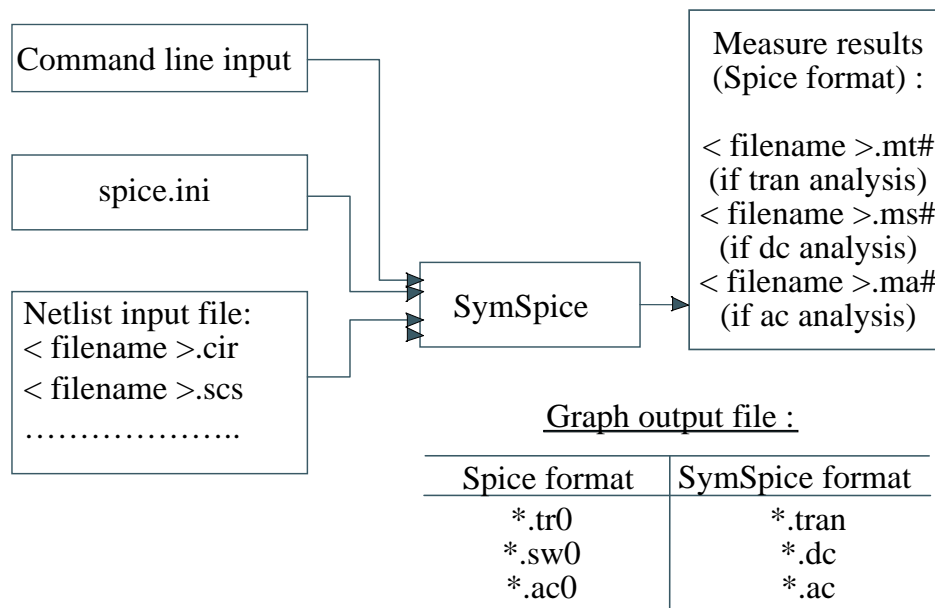 Command line input
spice.ini
Netlist input file:
< filename >.cir
< filename >.scs
…………………..
SymSpice
Measure results
(Spice format) :
< filename >.mt#
(if tran analysis)
< filename >.ms#
(if dc analysis)
< filename >.ma#
(if ac analysis)
Graph output file :
Spice format SymSpice format
*.tr0 *.tran
*.sw0 *.dc
*.ac0 *.ac